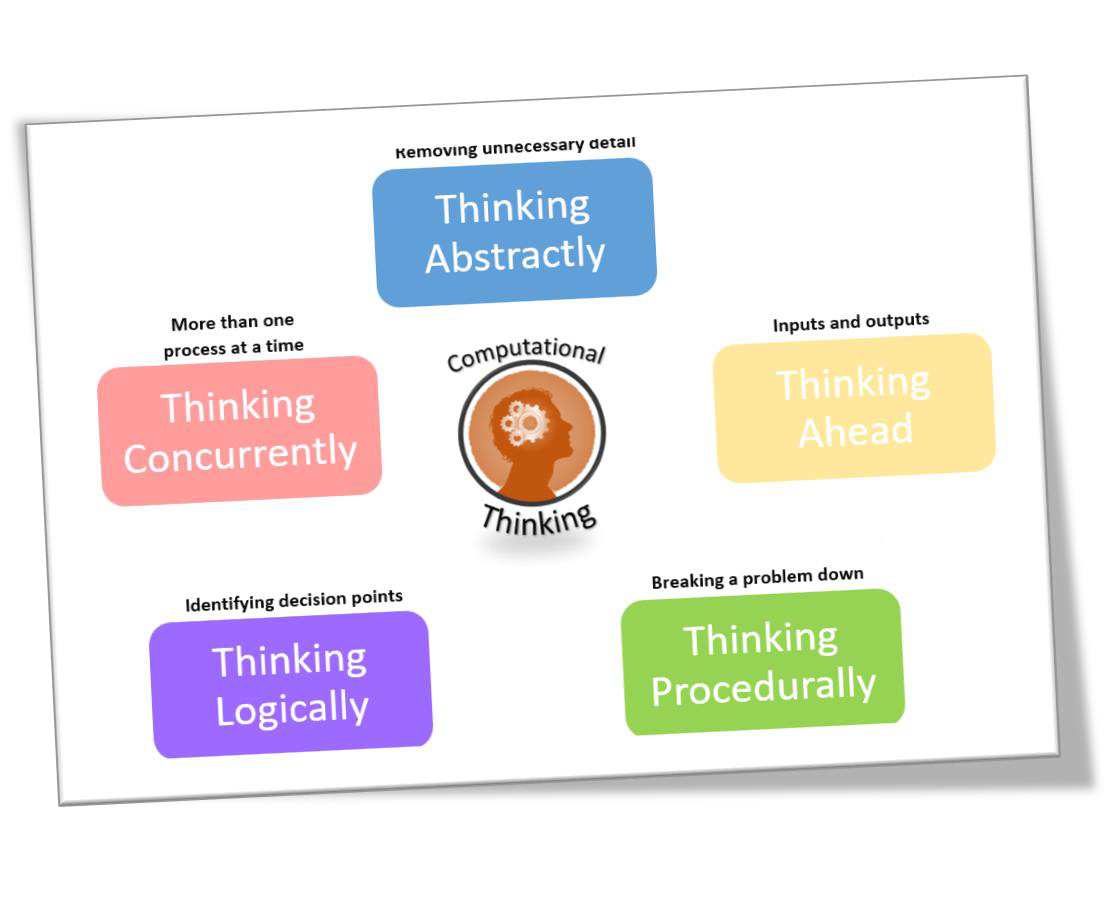 Removing unnecessary detail
Thinking
Abstractly
More than one
process at a time
Thinking
Concurrently
Computational
Thinking
Inputs and outputs
Thinking
Ahead
Identifying decision points
Thinking
Logically
Breaking a problem down
Thinking
Procedurally